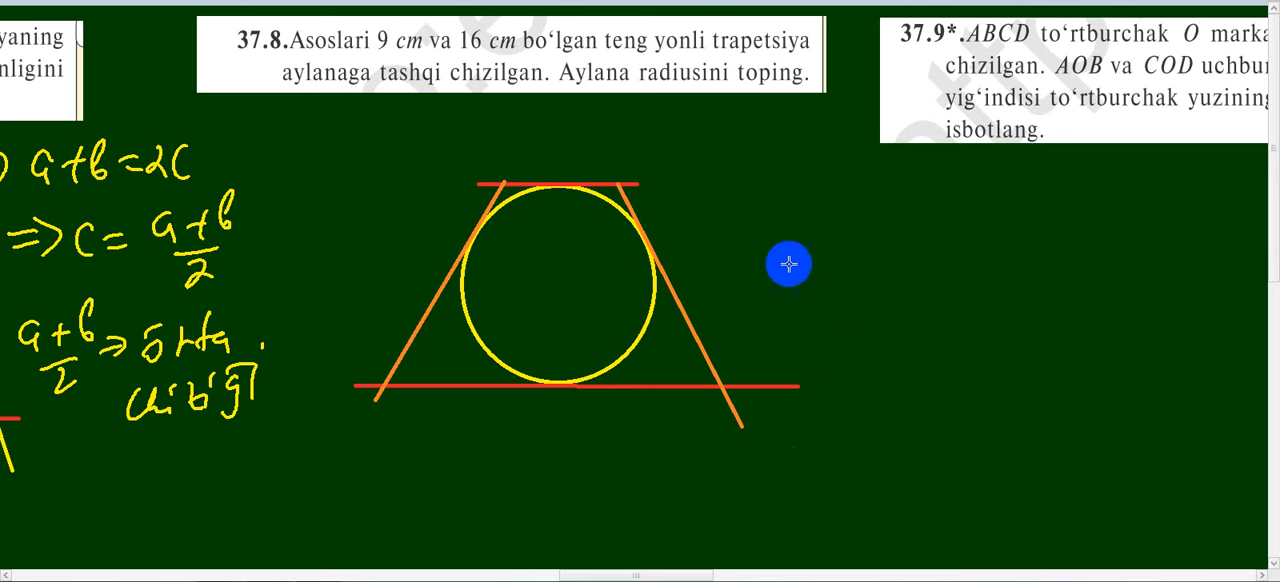 yaning
nligini
37.8.Asoslari 9 cm va 16 cm bo‘lgan teng yonli trapetsiya
aylanaga tashqi chizilgan. Aylana radiusini toping.
37.9*.ABCD to‘rtburchak O marka
chizilgan. AOB va COD uchbu
yig‘indisi to‘rtburchak yuzining
isbotlang.
) a+b=2C
=> C= a+b/2
a+b/2 => o‘rta
chizig‘i